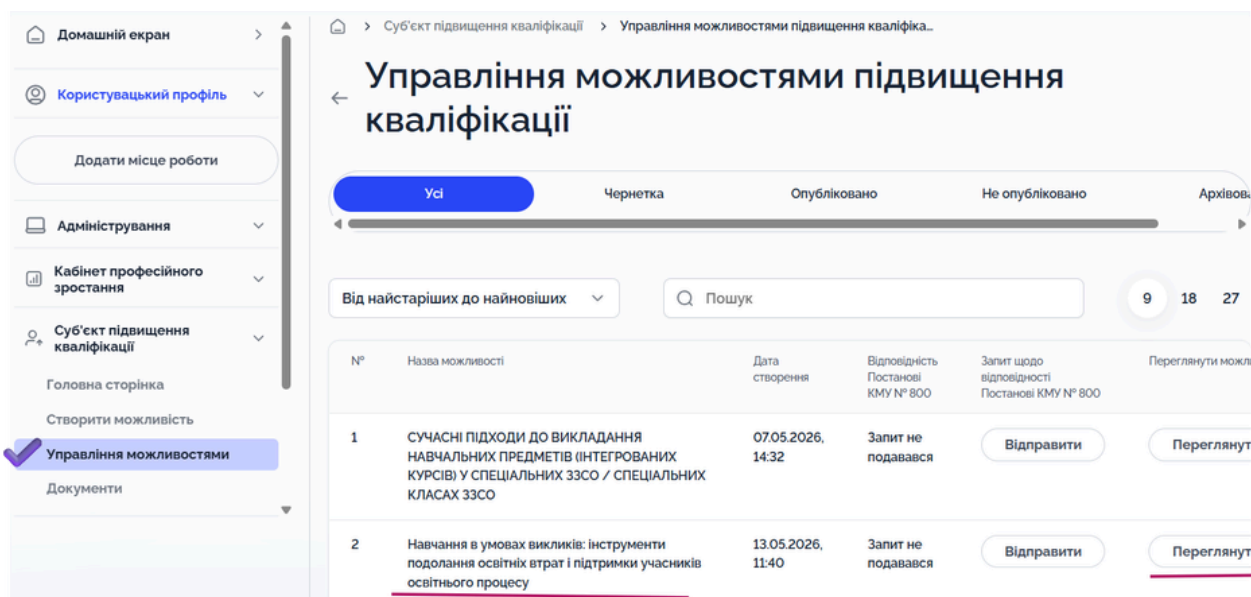 Домашній екран
Користувацький профіль
Додати місце роботи
Адміністрування
Кабінет професійного
зростання
Суб'єкт підвищення
кваліфікації
Головна сторінка
Створити можливість
Управління можливостями
Документи
Суб'єкт підвищення кваліфікації > Управління можливостями підвищення кваліфіка...
Управління можливостями підвищення
кваліфікації
Усі Чернетка Опубліковано Не опубліковано Архівова
Від найстаріших до найновіших Пошук 9 18 27
№ Назва можливості Дата створення Відповідність Постанові КМУ № 800 Запит щодо відповідності Постанові КМУ № 800 Переглянути можли
1 СУЧАСНІ ПІДХОДИ ДО ВИКЛАДАННЯ
НАВЧАЛЬНИХ ПРЕДМЕТІВ (ІНТЕГРОВАНИХ
КУРСІВ) У СПЕЦІАЛЬНИХ ЗЗСО / СПЕЦІАЛЬНИХ
КЛАСАХ ЗЗСО
07.05.2026,
14:32
Запит не
подавався
Відправити
Переглянут
2 Навчання в умовах викликів: інструменти
подолання освітніх втрат і підтримки учасників
освітнього процесу
13.05.2026,
11:40
Запит не
подавався
Відправити
Переглянут